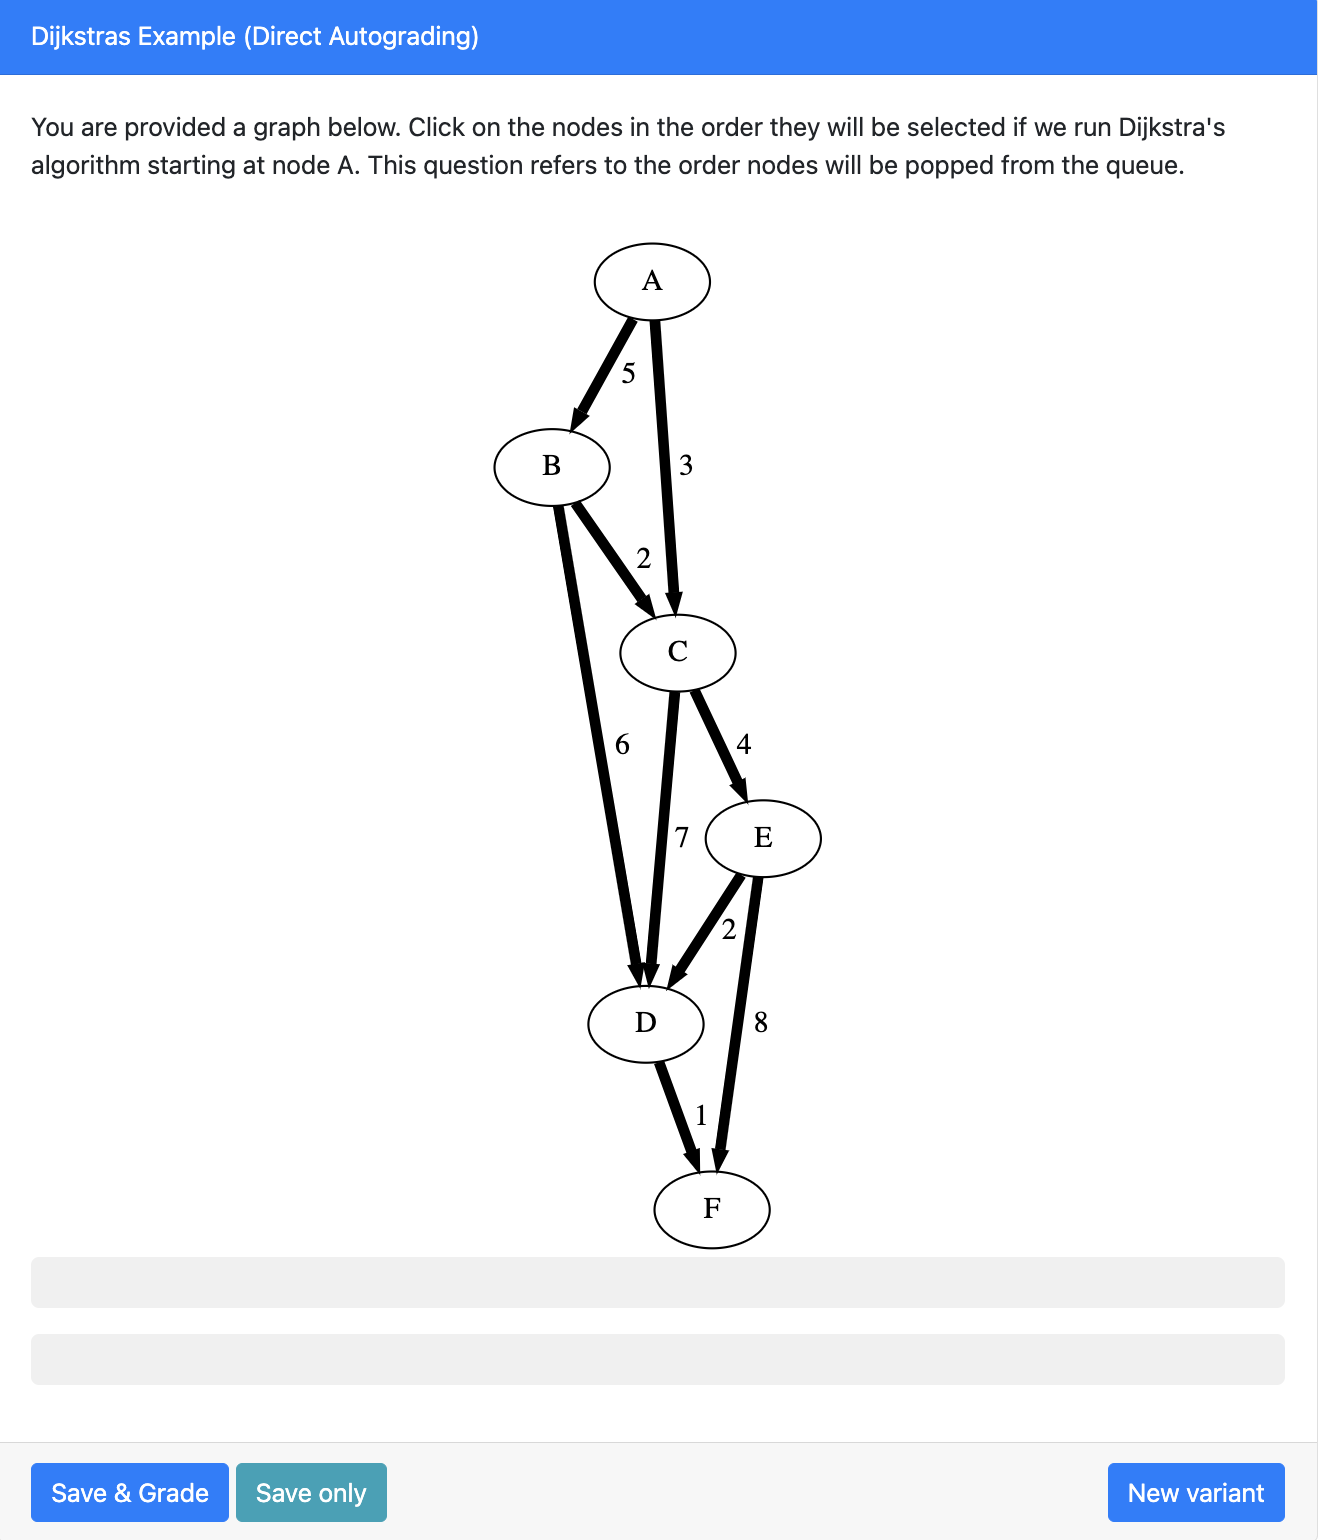 Dijkstras Example (Direct Autograding)
You are provided a graph below. Click on the nodes in the order they will be selected if we run Dijkstra's
algorithm starting at node A. This question refers to the order nodes will be popped from the queue.
A
5
B
3
2
C
6
4
7
E
2
D
8
1
F
Save & Grade
Save only
New variant